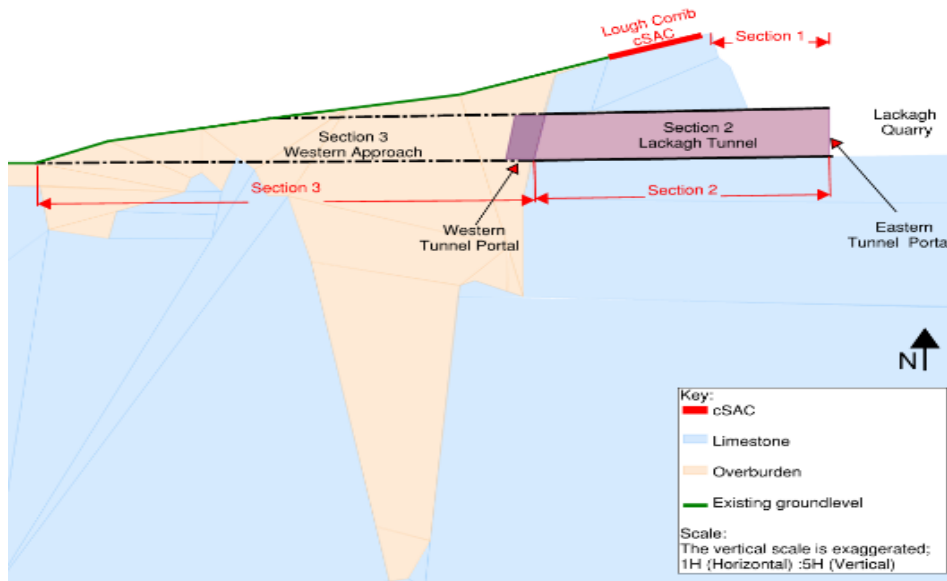 Lough Corrib
cSAC
Section 1
Lackagh
Quarry
Section 3
Western Approach
Section 2
Lackagh Tunnel
Section 3
Section 2
Western
Tunnel Portal
Eastern
Tunnel Portal
N
Key:
cSAC
Limestone
Overburden
Existing groundlevel
Scale:
The vertical scale is exaggerated;
1H (Horizontal) :5H (Vertical)